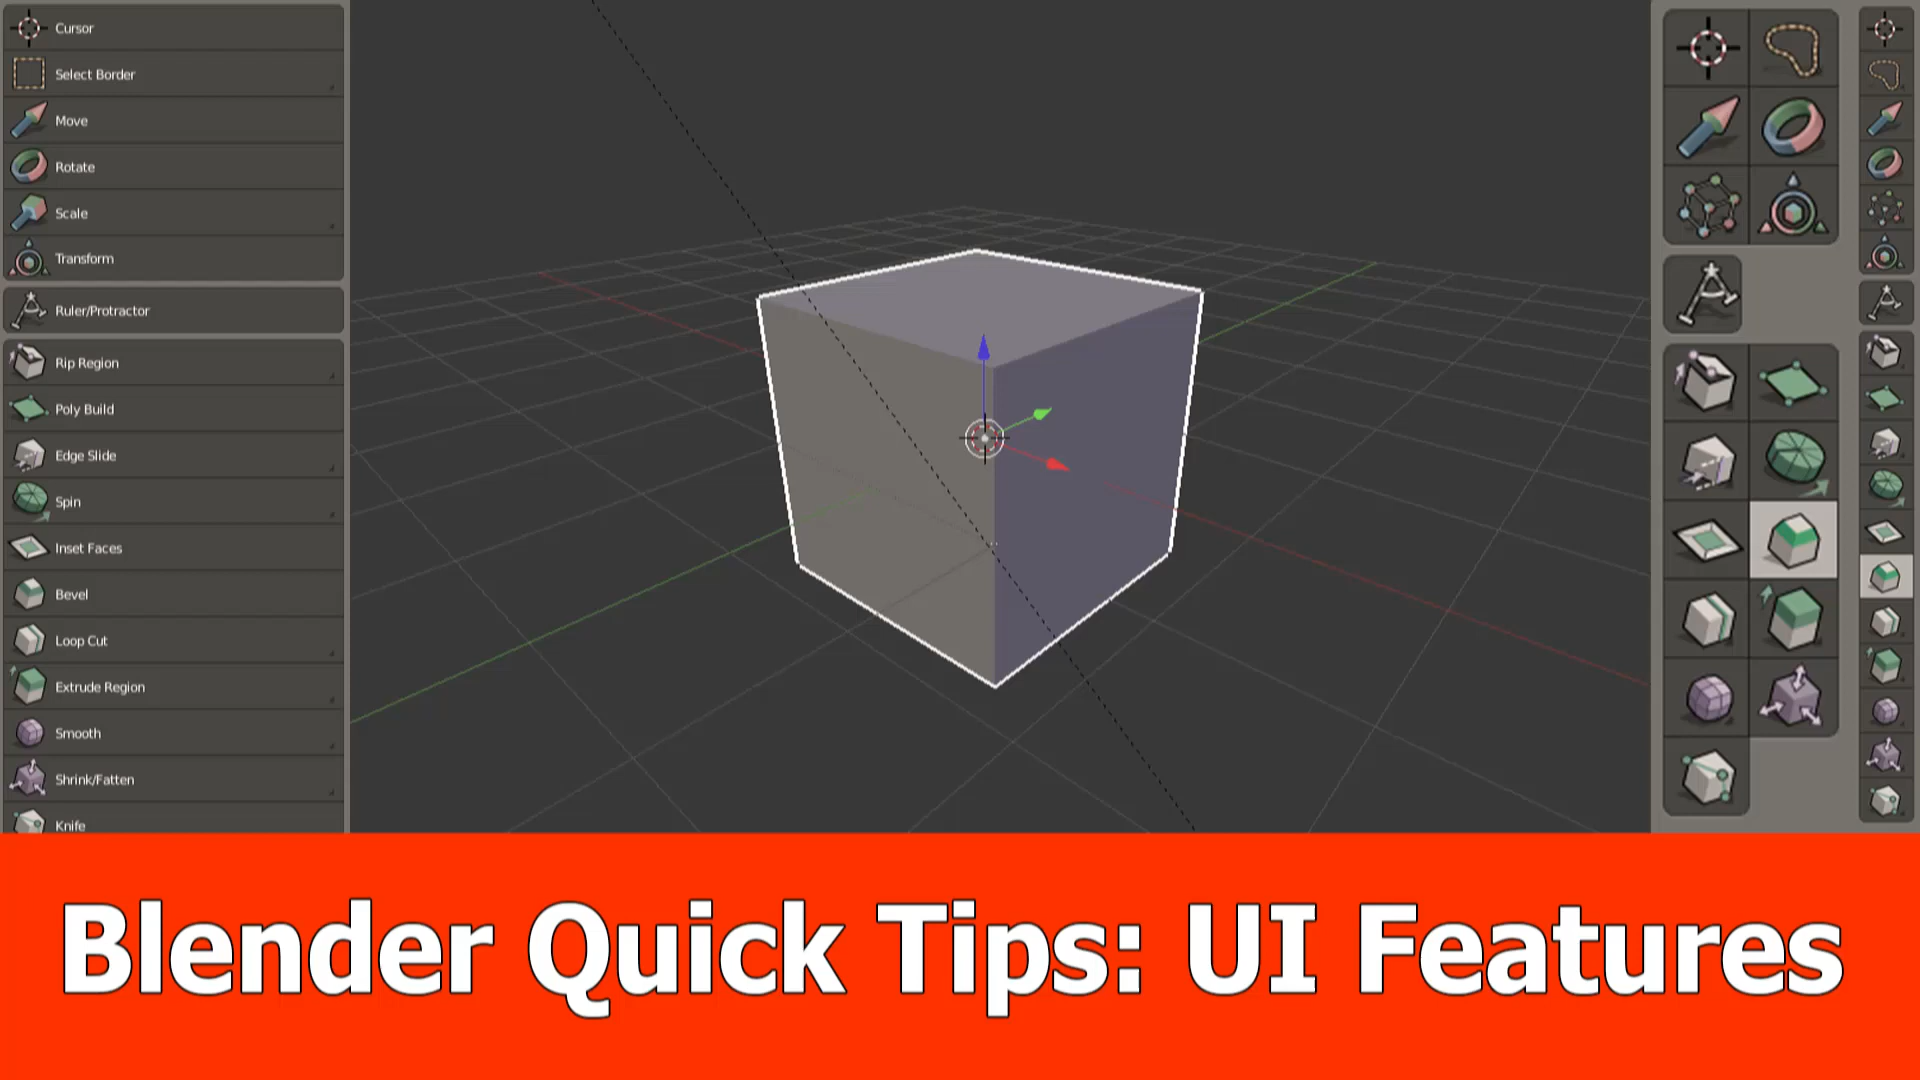 Cursor
Select Border
Move
Rotate
Scale
Transform
Ruler/Protractor
Rip Region
Poly Build
Edge Slide
Spin
Inset Faces
Bevel
Loop Cut
Extrude Region
Smooth
Shrink/Fatten
Knife
Blender Quick Tips: UI Features